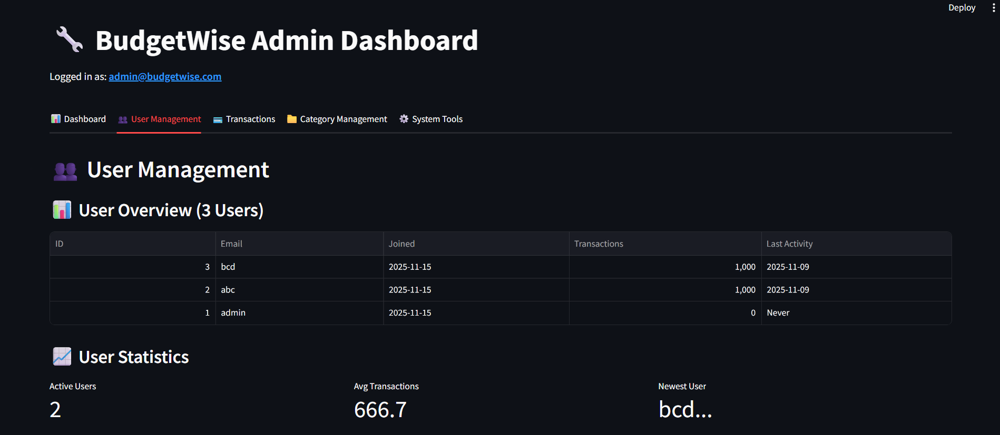 Deploy
BudgetWise Admin Dashboard
Logged in as: admin@budgetwise.com
Dashboard User Management Transactions Category Management System Tools
User Management
User Overview (3 Users)
ID Email Joined Transactions Last Activity
3 bcd 2025-11-15 1,000 2025-11-09
2 abc 2025-11-15 1,000 2025-11-09
1 admin 2025-11-15 0 Never
User Statistics
Active Users Avg Transactions Newest User
2 666.7 bcd...